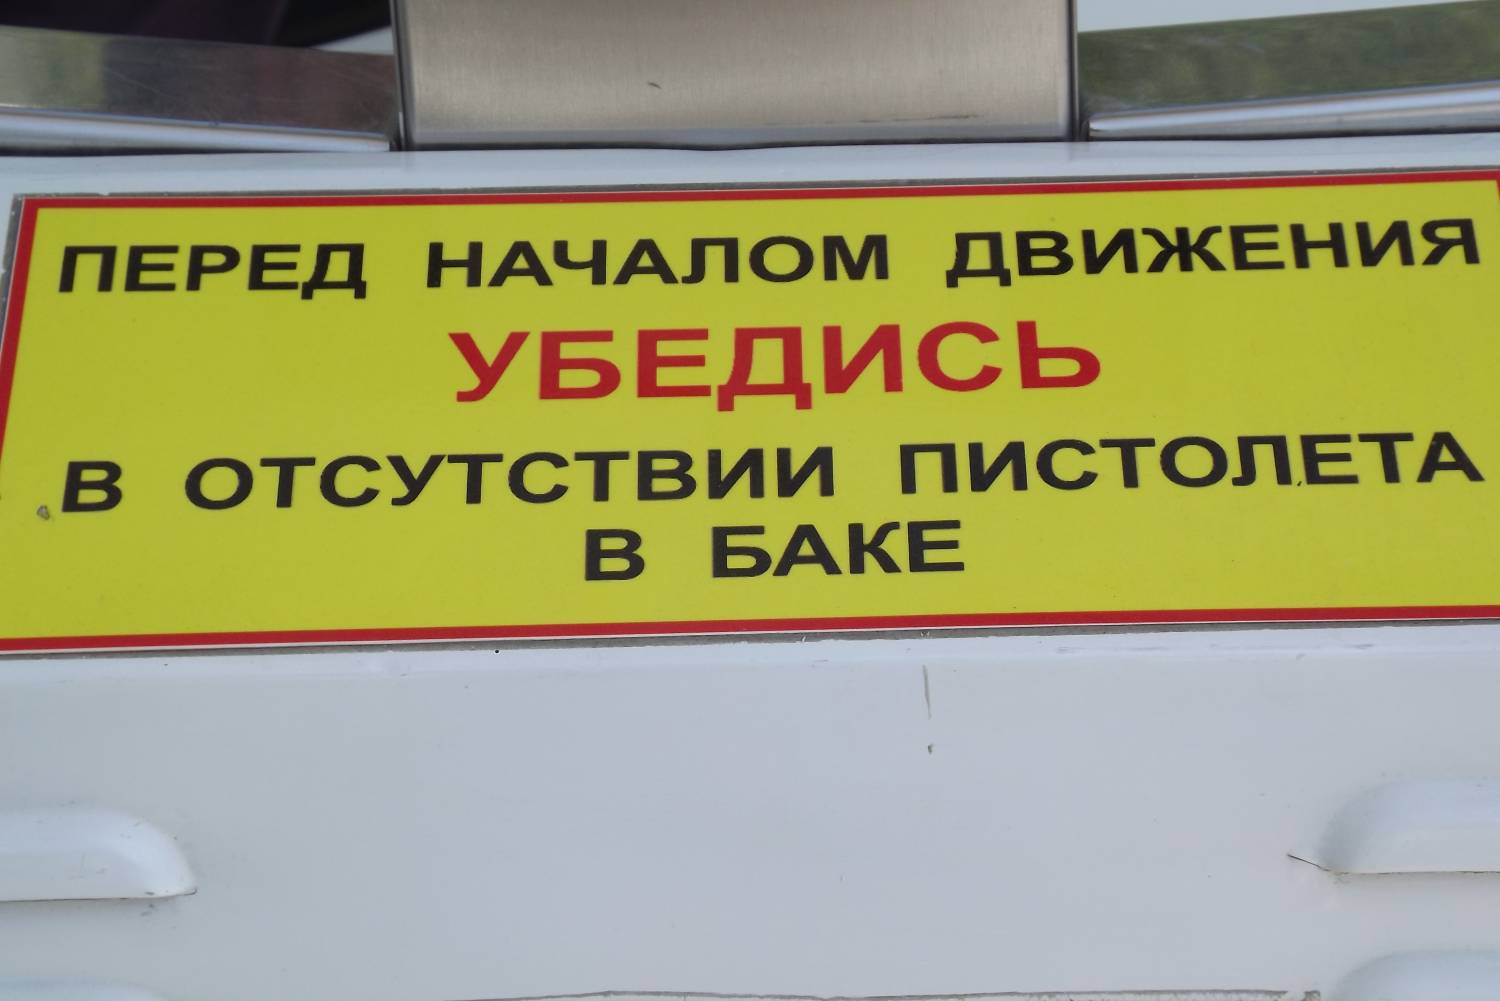 ПЕРЕД НАЧАЛОМ ДВИЖЕНИЯ
УБЕДИСЬ
В ОТСУТСТВИИ ПИСТОЛЕТА
В БАКЕ